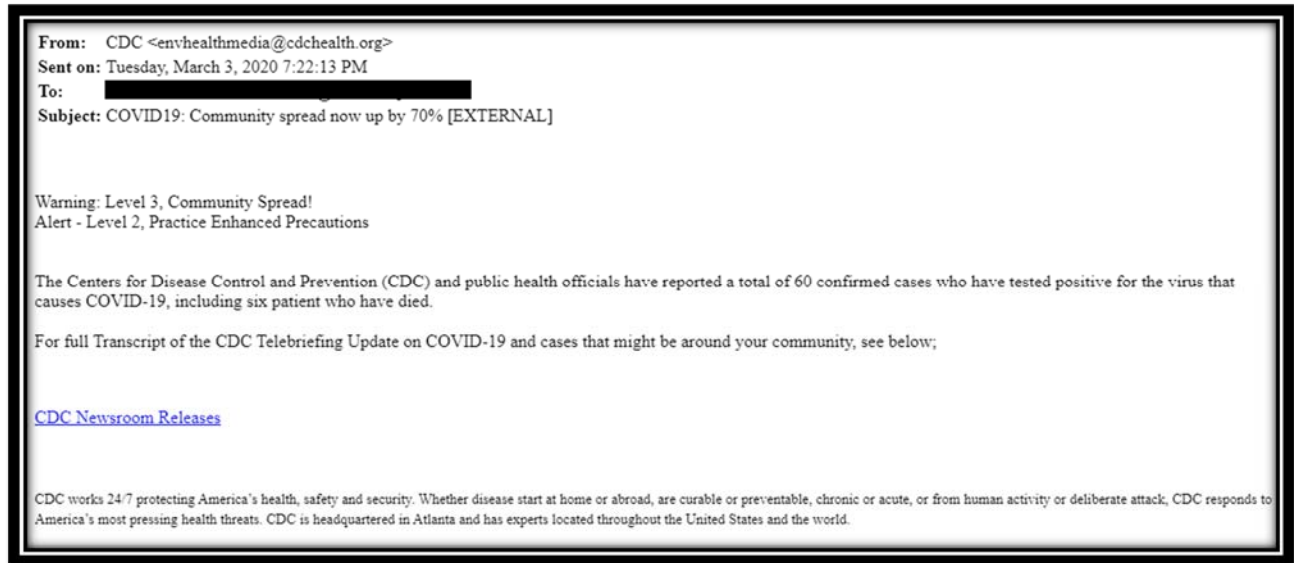 From: CDC <envhealthmedia@cdchealth.org>
Sent on: Tuesday, March 3, 2020 7:22:13 PM
To:
Subject: COVID19: Community spread now up by 70% [EXTERNAL]
Warning: Level 3, Community Spread!
Alert - Level 2, Practice Enhanced Precautions
The Centers for Disease Control and Prevention (CDC) and public health officials have reported a total of 60 confirmed cases who have tested positive for the virus that
causes COVID-19, including six patient who have died.
For full Transcript of the CDC Telebriefing Update on COVID-19 and cases that might be around your community, see below;
CDC Newsroom Releases
CDC works 24/7 protecting America's health, safety and security. Whether disease start at home or abroad, are curable or preventable, chronic or acute, or from human activity or deliberate attack, CDC responds to
America's most pressing health threats. CDC is headquartered in Atlanta and has experts located throughout the United States and the world.